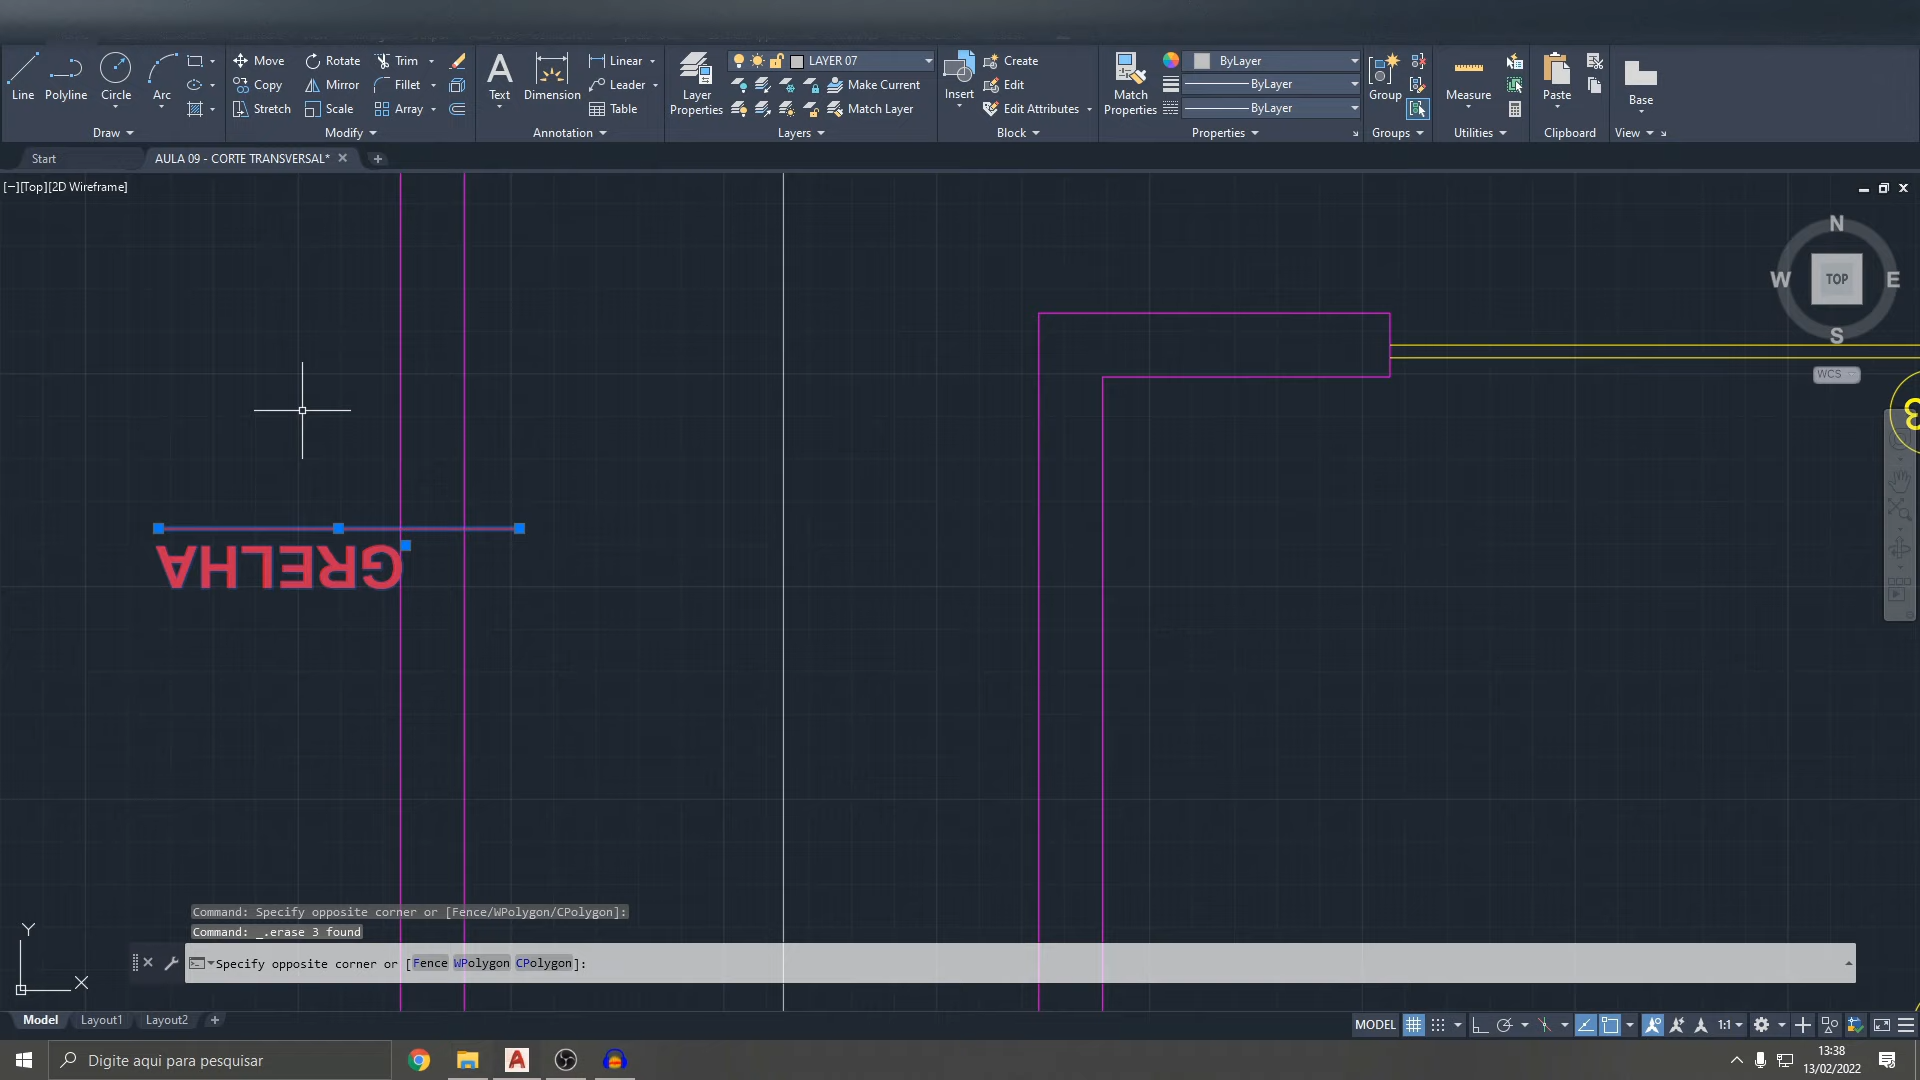 Line
Polyline
Circle
Arc
Draw
Move
Rotate
Trim
Copy
Mirror
Fillet
Stretch
Scale
Array
Modify
Text
Dimension
Linear
Leader
Table
Annotation
Layer
Properties
LAYER 07
Make Current
Match Layer
Layers
Insert
Create
Edit
Edit Attributes
Block
Match
Properties
ByLayer
ByLayer
ByLayer
Properties
Group
Groups
Measure
Utilities
Paste
Clipboard
Base
View
Start
AULA 09 - CORTE TRANSVERSAL*
[−][Top][2D Wireframe]
N
W
TOP
E
S
WCS
3
GRELHA
Command: Specify opposite corner or [Fence/WPolygon/CPolygon]:
Command: _.erase 3 found
Specify opposite corner or [Fence WPolygon CPolygon]:
Y
X
Model
Layout1
Layout2
MODEL
1:1
Digite aqui para pesquisar
A
13:38
13/02/2022